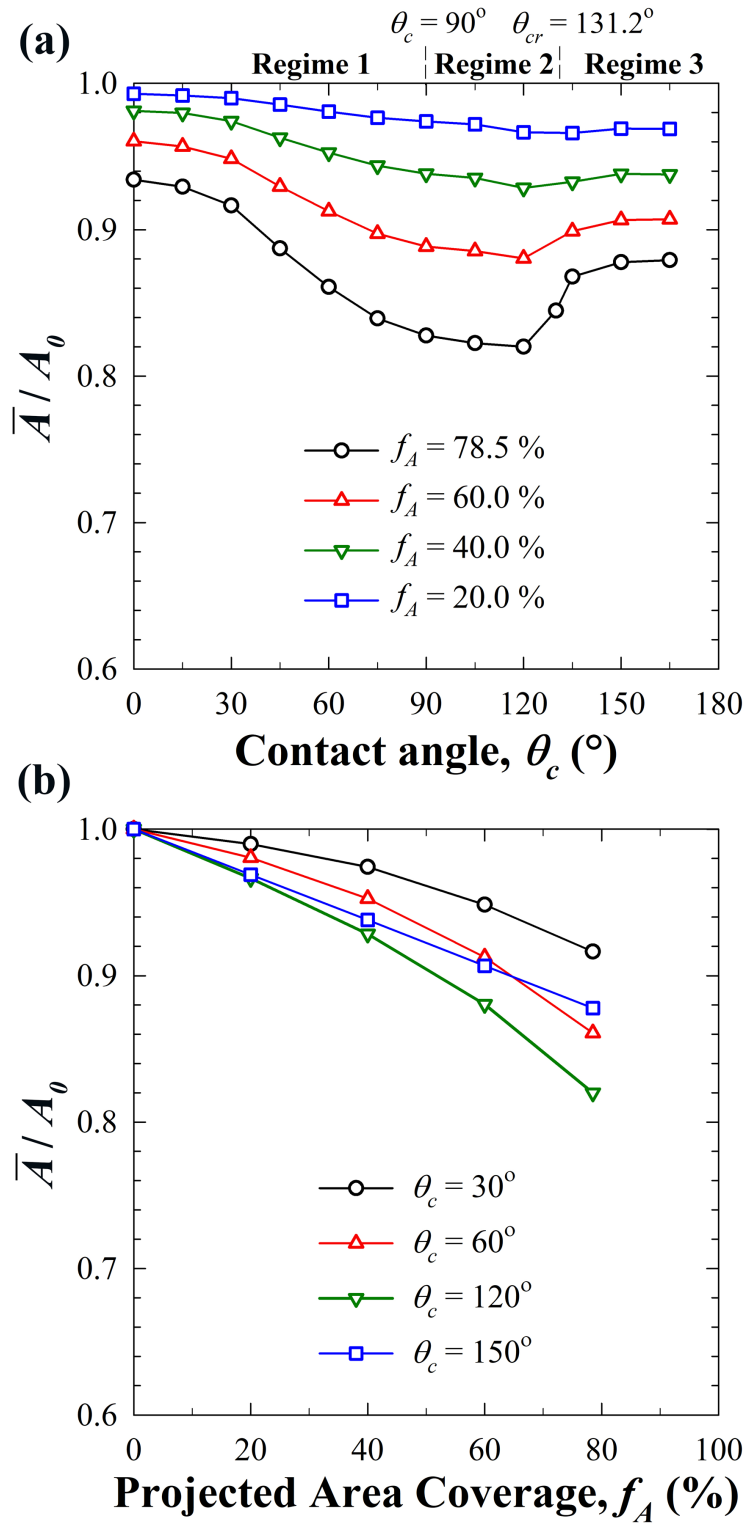 (a)
θc = 90° θcr = 131.2°
Regime 1 Regime 2 Regime 3
1.0
0.9
0.8
0.7
0.6
A̅ / A0
fA = 78.5 %
fA = 60.0 %
fA = 40.0 %
fA = 20.0 %
0 30 60 90 120 150 180
Contact angle, θc (°)
(b)
1.0
0.9
0.8
0.7
0.6
A̅ / A0
θc = 30°
θc = 60°
θc = 120°
θc = 150°
0 20 40 60 80 100
Projected Area Coverage, fA (%)